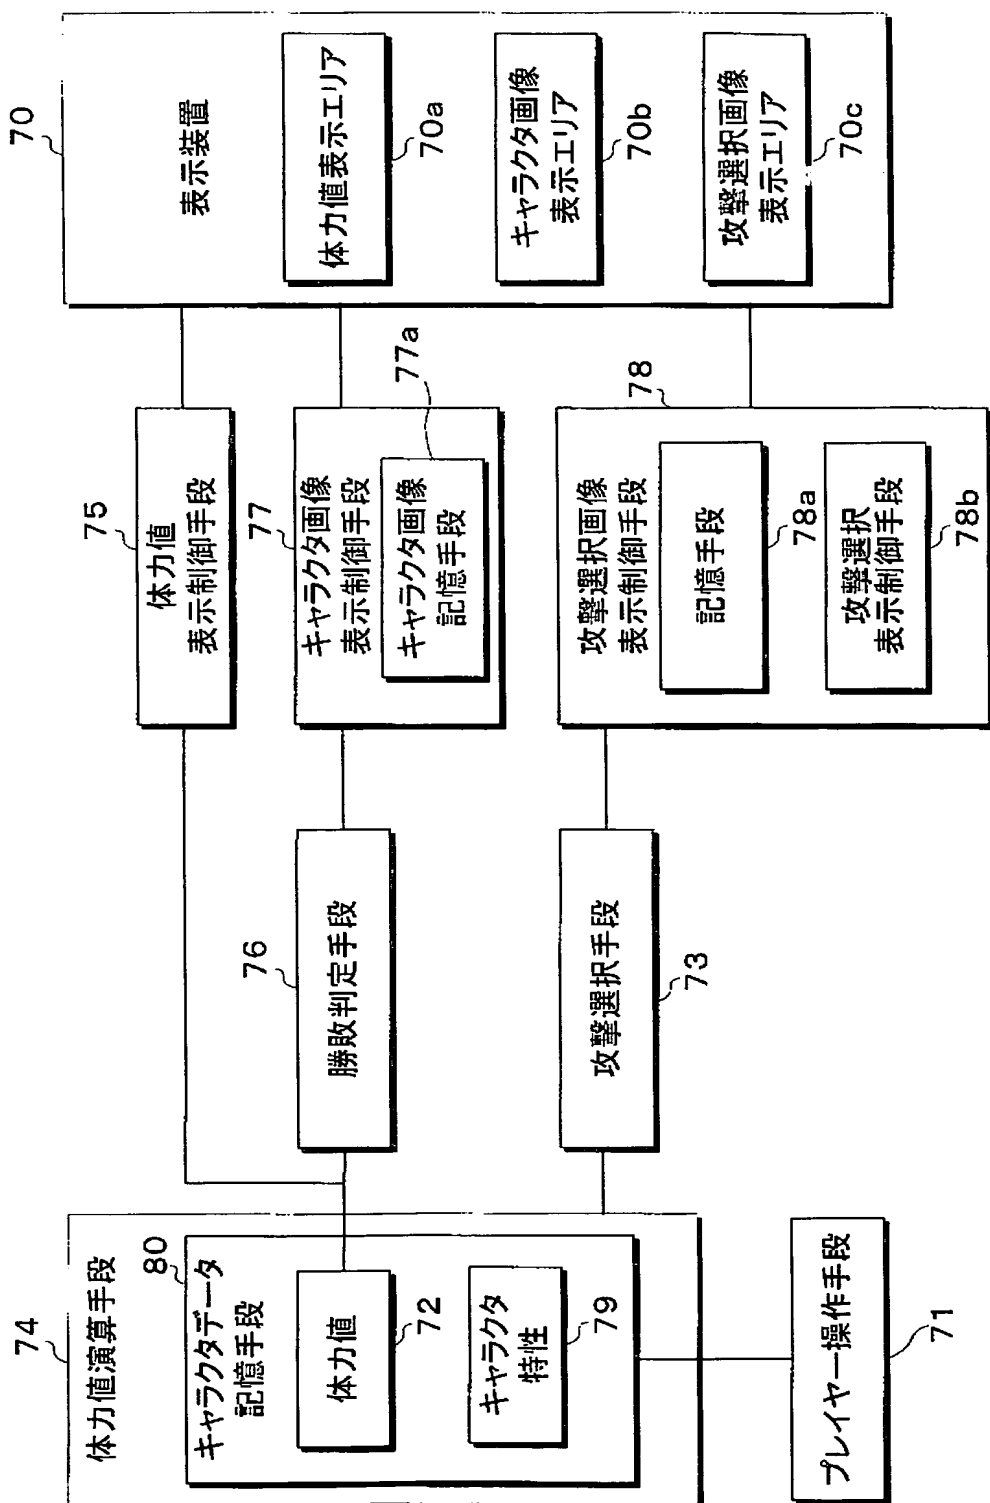 74
体力値演算手段
80
キャラクタデータ
記憶手段
体力値
72
キャラクタ
特性
79
プレイヤー操作手段
71
76
勝敗判定手段
攻撃選択手段
73
75
体力値
表示制御手段
77
キャラクタ画像
表示制御手段
77a
キャラクタ画像
記憶手段
78
攻撃選択画像
表示制御手段
記憶手段
78a
攻撃選択
表示制御手段
78b
70
表示装置
体力値表示エリア
70a
キャラクタ画像
表示エリア
70b
攻撃選択画像
表示エリア
70c